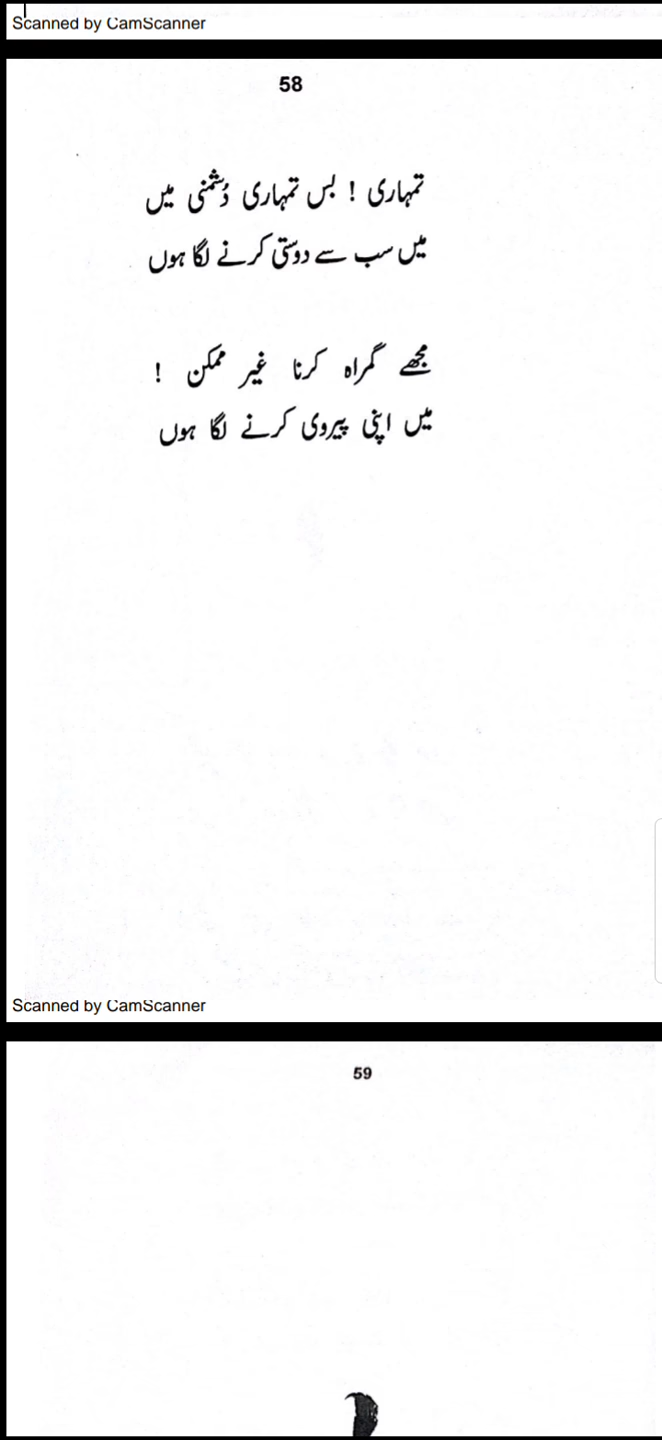 Scanned by CamScanner
58
تمہاری ! بس تمہاری دُشمنی میں
میں سب سے دوستی کرنے لگا ہوں
مجھے گمراہ کرنا غیر ممکن !
میں اپنی پیروی کرنے لگا ہوں
Scanned by CamScanner
59